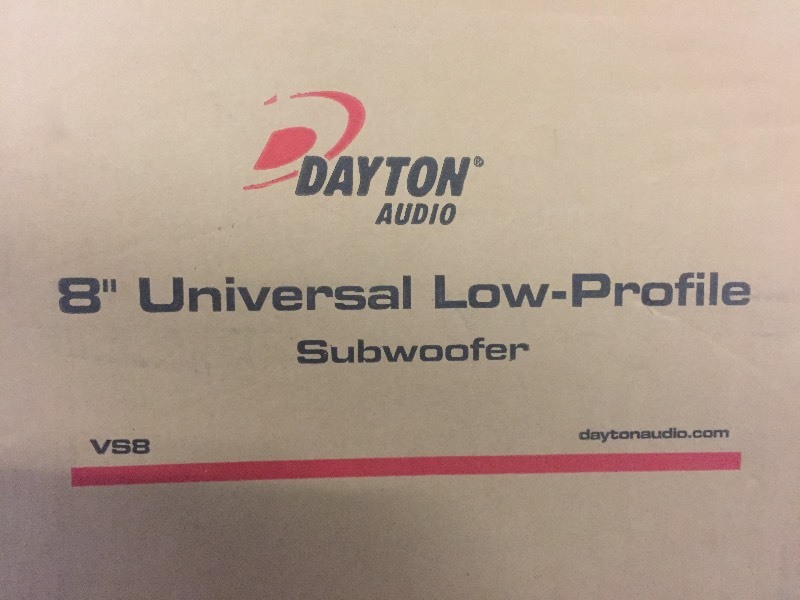 DAYTON®
AUDIO
8" Universal Low-Profile
Subwoofer
VS8
daytonaudio.com